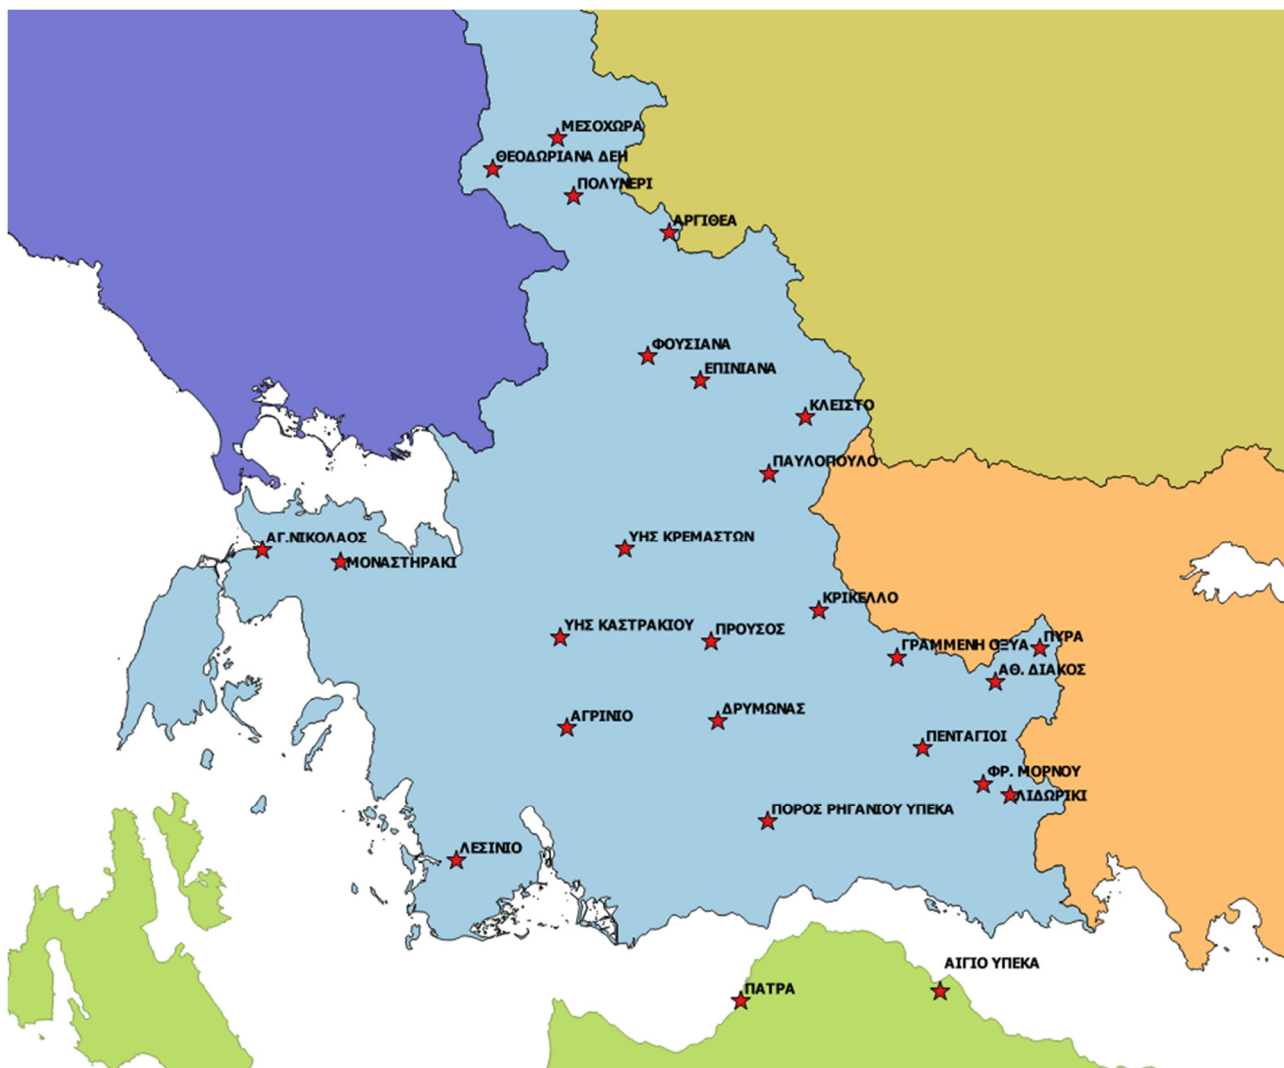 ΜΕΣΟΧΩΡΑ
ΘΕΟΔΩΡΙΑΝΑ ΔΕΗ
ΠΟΛΥΝΕΡΙ
ΑΡΓΙΘΕΑ
ΦΟΥΣΙΑΝΑ
ΕΠΙΝΙΑΝΑ
ΚΛΕΙΣΤΟ
ΠΑΥΛΟΠΟΥΛΟ
ΑΓ.ΝΙΚΟΛΑΟΣ
ΥΗΣ ΚΡΕΜΑΣΤΩΝ
ΜΟΝΑΣΤΗΡΑΚΙ
ΚΡΙΚΕΛΛΟ
ΥΗΣ ΚΑΣΤΡΑΚΙΟΥ
ΠΡΟΥΣΟΣ
ΠΥΡΑ
ΓΡΑΜΜΕΝΗ ΟΞΥΑ
ΑΘ. ΔΙΑΚΟΣ
ΔΡΥΜΩΝΑΣ
ΑΓΡΙΝΙΟ
ΠΕΝΤΑΓΙΟΙ
ΦΡ. ΜΟΡΝΟΥ
ΛΙΔΩΡΙΚΙ
ΠΟΡΟΣ ΡΗΓΑΝΙΟΥ ΥΠΕΚΑ
ΛΕΣΙΝΙΟ
ΑΙΓΙΟ ΥΠΕΚΑ
ΠΑΤΡΑ